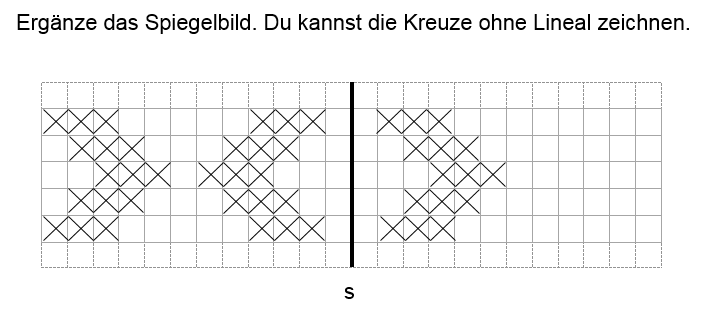 Ergänze das Spiegelbild. Du kannst die Kreuze ohne Lineal zeichnen.
s